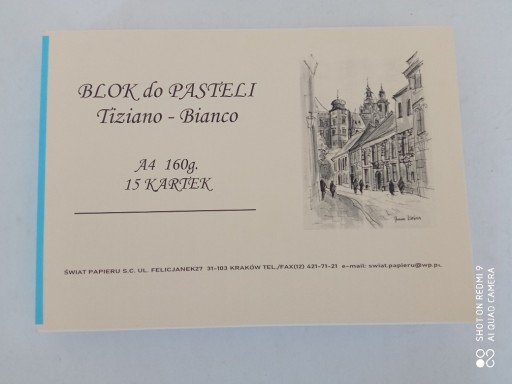 BLOK do PASTELI
Tiziano - Bianco
A4 160g.
15 KARTEK
ŚWIAT PAPIERU S.C. UL. FELICJANEK27 31-103 KRAKÓW TEL./FAX(12) 421-71-21 e-mail: swiat.papieru@wp.pl
SHOT ON REDMI 9
AI QUAD CAMERA